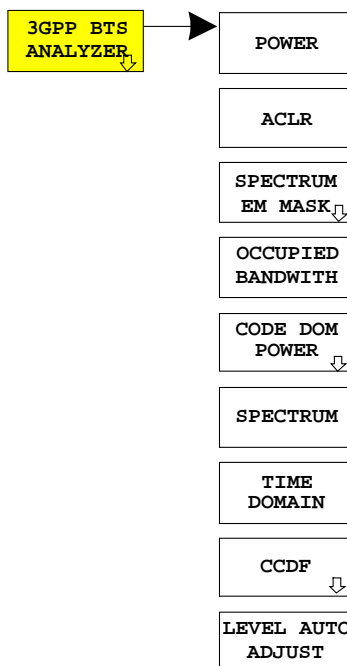 3GPP BTS
ANALYZER
POWER
ACLR
SPECTRUM
EM MASK
OCCUPIED
BANDWITH
CODE DOM
POWER
SPECTRUM
TIME
DOMAIN
CCDF
LEVEL AUTO
ADJUST